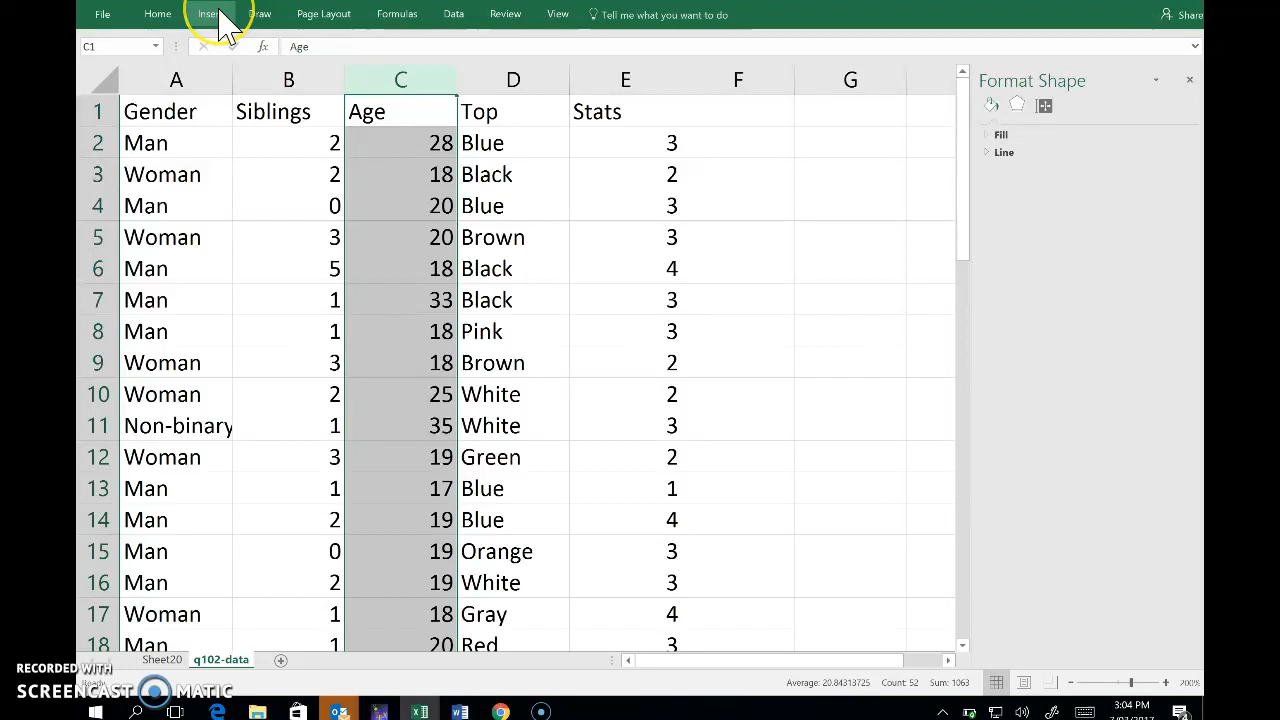 File Home Insert Draw Page Layout Formulas Data Review View Tell me what you want to do Share
C1 fx Age
A B C D E F G
1 Gender Siblings Age Top Stats
2 Man 2 28 Blue 3
3 Woman 2 18 Black 2
4 Man 0 20 Blue 3
5 Woman 3 20 Brown 3
6 Man 5 18 Black 4
7 Man 1 33 Black 3
8 Man 1 18 Pink 3
9 Woman 3 18 Brown 2
10 Woman 2 25 White 2
11 Non-binary 1 35 White 3
12 Woman 3 19 Green 2
13 Man 1 17 Blue 1
14 Man 2 19 Blue 4
15 Man 0 19 Orange 3
16 Man 2 19 White 3
17 Woman 1 18 Gray 4
18 Man 1 20 Red 3
Format Shape
Fill
Line
Sheet20 q102-data
Average: 20.84313725 Count: 52 Sum: 1063 200%
RECORDED WITH
SCREENCAST MATIC
3:04 PM